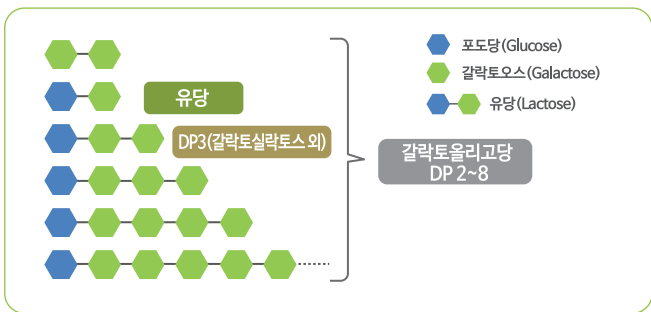 포도당(Glucose)
갈락토오스(Galactose)
유당(Lactose)
유당
DP3(갈락토실락토스 외)
갈락토올리고당
DP 2~8